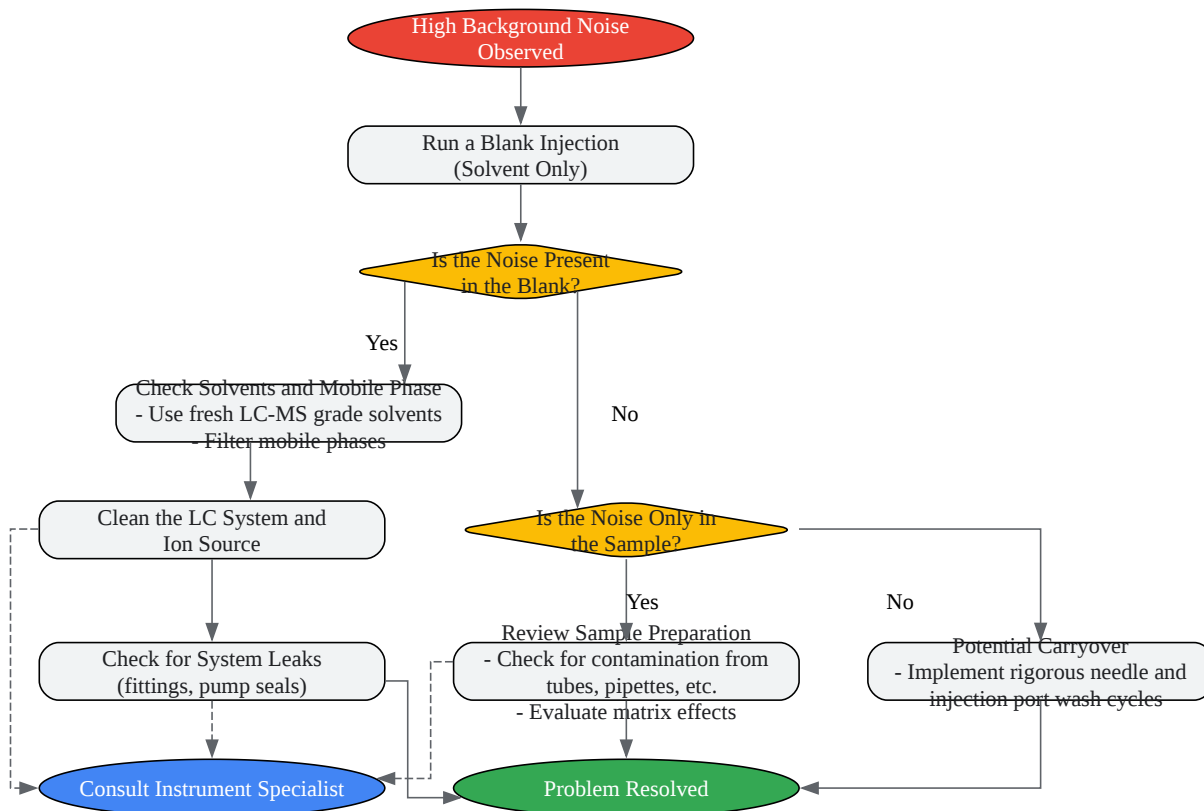 High Background Noise
Observed
Run a Blank Injection
(Solvent Only)
Is the Noise Present
in the Blank?
Yes
No
Check Solvents and Mobile Phase
- Use fresh LC-MS grade solvents
- Filter mobile phases
Clean the LC System and
Ion Source
Is the Noise Only in
the Sample?
Yes
No
Check for System Leaks
(fittings, pump seals)
Review Sample Preparation
- Check for contamination from
tubes, pipettes, etc.
- Evaluate matrix effects
Potential Carryover
- Implement rigorous needle and
injection port wash cycles
Consult Instrument Specialist
Problem Resolved